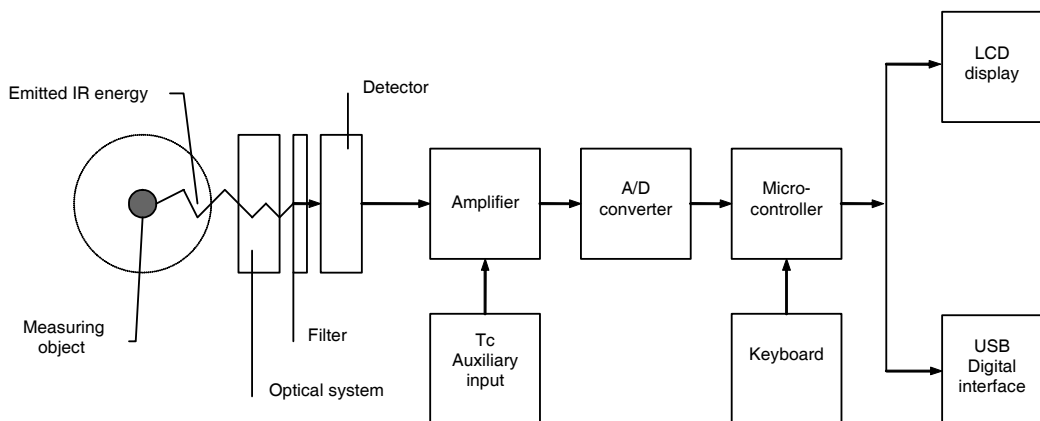 LCD
display
Emitted IR energy
Detector
Amplifier
A/D
converter
Micro-
controller
Measuring
object
Filter
Optical system
Tc
Auxiliary
input
Keyboard
USB
Digital
interface